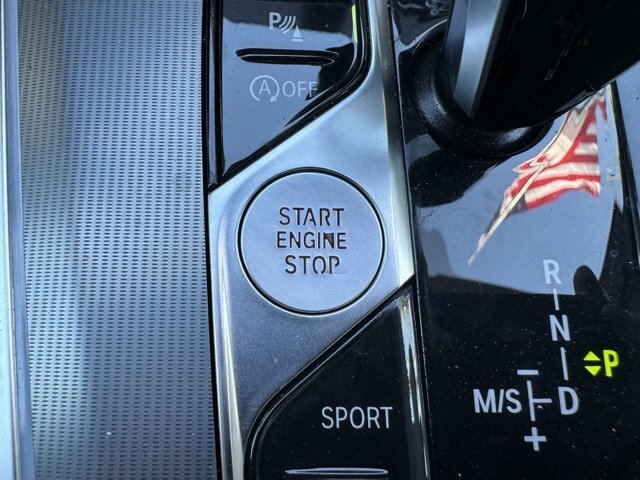 P
A OFF
START
ENGINE
STOP
SPORT
R
N
P
M/S D